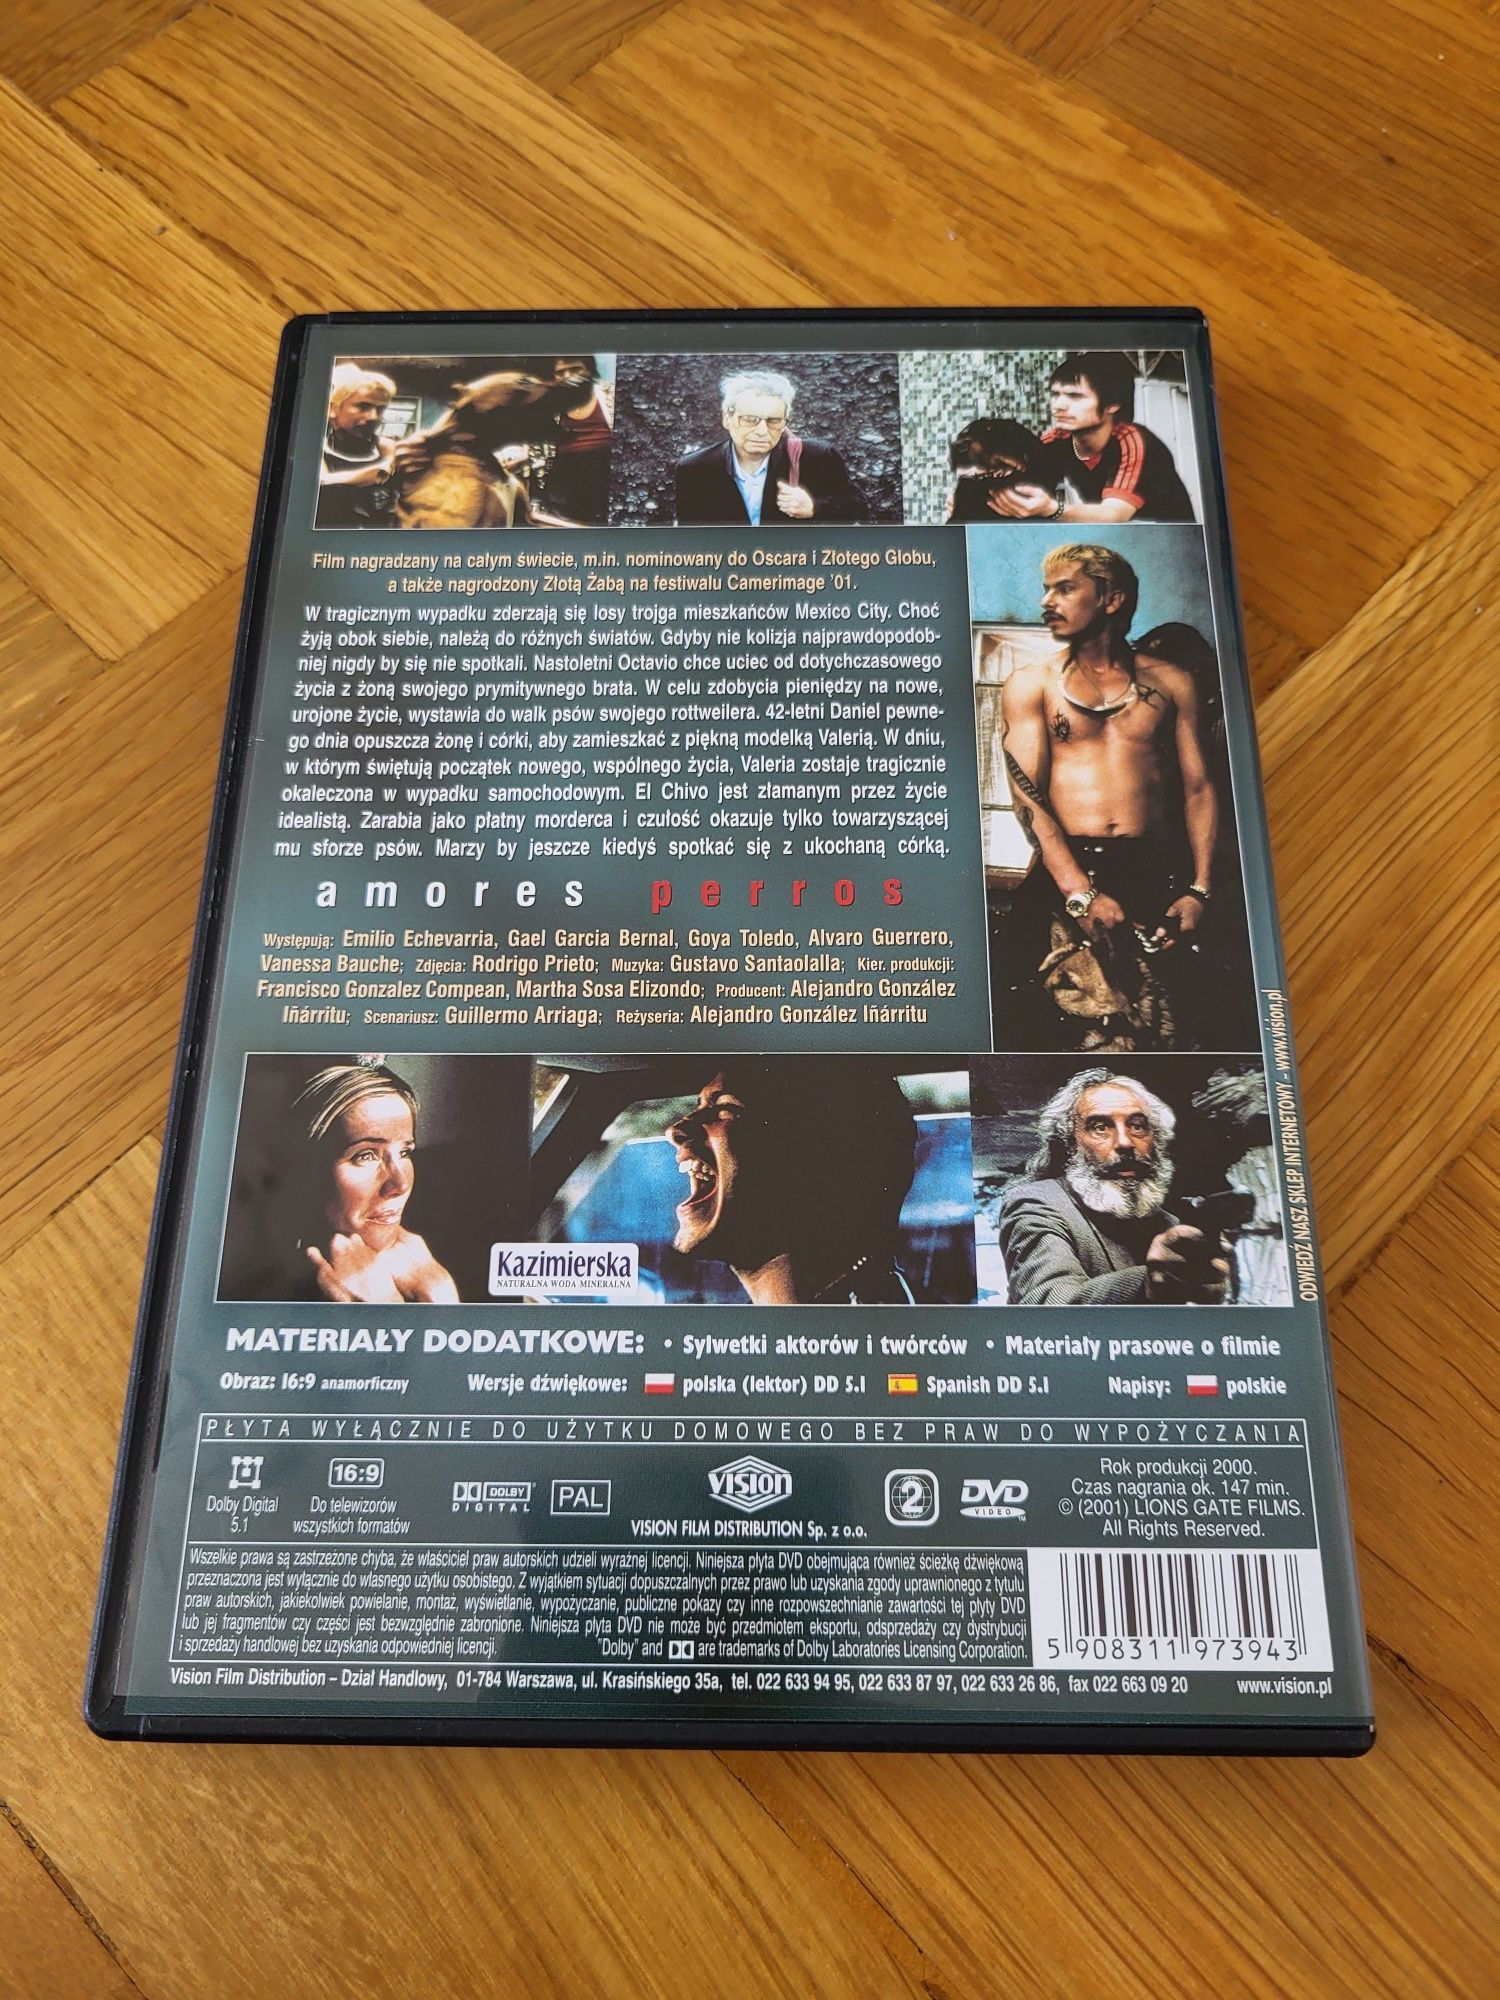 Film nagradzany na całym świecie, m.in. nominowany do Oscara i Złotego Globu,
a także nagrodzony Złotą Żabą na festiwalu Camerimage '01.
W tragicznym wypadku zderzają się losy trojga mieszkańców Mexico City. Choć
żyją obok siebie, należą do różnych światów. Gdyby nie kolizja najprawdopodob-
niej nigdy by się nie spotkali. Nastoletni Octavio chce uciec od dotychczasowego
życia z żoną swojego prymitywnego brata. W celu zdobycia pieniędzy na nowe,
urojone życie, wystawia do walk psów swojego rottweilera. 42-letni Daniel pewne-
go dnia opuszcza żonę i córki, aby zamieszkać z piękną modelką Valerią. W dniu,
w którym świętują początek nowego, wspólnego życia, Valeria zostaje tragicznie
okaleczona w wypadku samochodowym. El Chivo jest złamanym przez życie
idealistą. Zarabia jako płatny morderca i czułość okazuje tylko towarzyszącej
mu sforze psów. Marzy by jeszcze kiedyś spotkać się z ukochaną córką.
amores perros
Występują: Emilio Echevarria, Gael Garcia Bernal, Goya Toledo, Alvaro Guerrero,
Vanessa Bauche; Zdjęcia: Rodrigo Prieto; Muzyka: Gustavo Santaolalla; Kier. produkcji:
Francisco Gonzalez Compean, Martha Sosa Elizondo; Producent: Alejandro González
Iñárritu; Scenariusz: Guillermo Arriaga; Reżyseria: Alejandro González Iñárritu
ODWIEDŹ NASZ SKLEP INTERNETOWY - www.vision.pl
Kazimierska
NATURALNA WODA MINERALNA
MATERIAŁY DODATKOWE: • Sylwetki aktorów i twórców • Materiały prasowe o filmie
Obraz: 16:9 anamorficzny Wersje dźwiękowe: polska (lektor) DD 5.1 Spanish DD 5.1 Napisy: polskie
PŁYTA WYŁĄCZNIE DO UŻYTKU DOMOWEGO BEZ PRAW DO WYPOŻYCZANIA
Dolby Digital
5.1
16:9
Do telewizorów
wszystkich formatów
DOLBY
DIGITAL
PAL
VISION
VISION FILM DISTRIBUTION Sp. z o.o.
2
DVD
VIDEO
TM
Rok produkcji 2000.
Czas nagrania ok. 147 min.
© (2001) LIONS GATE FILMS.
All Rights Reserved.
Wszelkie prawa są zastrzeżone chyba, że właściciel praw autorskich udzieli wyraźnej licencji. Niniejsza płyta DVD obejmująca również ścieżkę dźwiękową
przeznaczona jest wyłącznie do własnego użytku osobistego. Z wyjątkiem sytuacji dopuszczalnych przez prawo lub uzyskania zgody uprawnionego z tytułu
praw autorskich, jakiekolwiek powielanie, montaż, wyświetlanie, wypożyczanie, publiczne pokazy czy inne rozpowszechnianie zawartości tej płyty DVD
lub jej fragmentów czy części jest bezwzględnie zabronione. Niniejsza płyta DVD nie może być przedmiotem eksportu, odsprzedaży czy dystrybucji
i sprzedaży handlowej bez uzyskania odpowiedniej licencji. "Dolby" and are trademarks of Dolby Laboratories Licensing Corporation.
5 908311 973943
Vision Film Distribution – Dział Handlowy, 01-784 Warszawa, ul. Krasińskiego 35a, tel. 022 633 94 95, 022 633 87 97, 022 633 26 86, fax 022 663 09 20 www.vision.pl